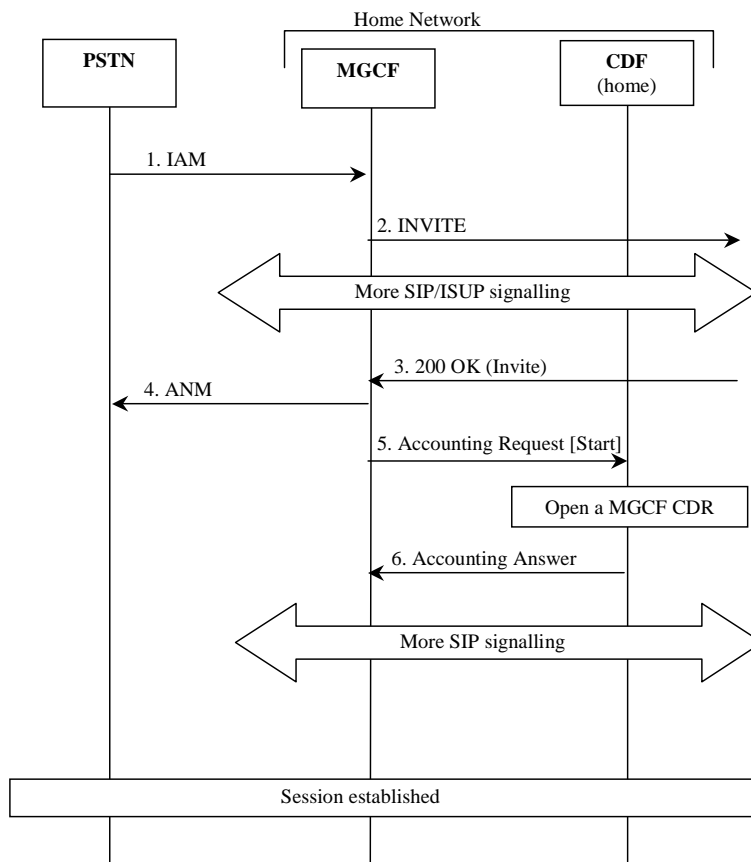 Home Network
PSTN
MGCF
CDF
(home)
1. IAM
2. INVITE
More SIP/ISUP signalling
3. 200 OK (Invite)
4. ANM
5. Accounting Request [Start]
Open a MGCF CDR
6. Accounting Answer
More SIP signalling
Session established